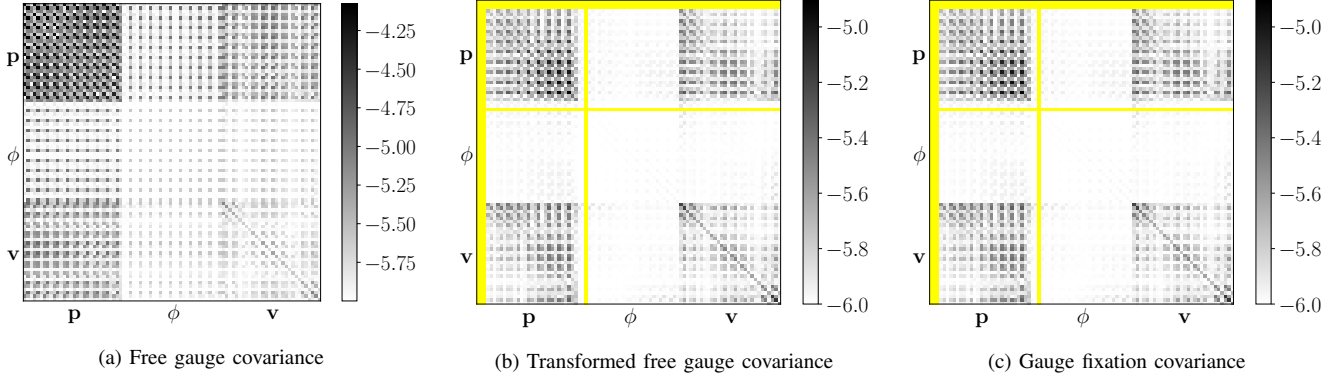 p
ϕ
v
p
ϕ
v
−4.25
−4.50
−4.75
−5.00
−5.25
−5.50
−5.75
(a) Free gauge covariance
p
ϕ
v
p
ϕ
v
−5.0
−5.2
−5.4
−5.6
−5.8
−6.0
(b) Transformed free gauge covariance
p
ϕ
v
p
ϕ
v
−5.0
−5.2
−5.4
−5.6
−5.8
−6.0
(c) Gauge fixation covariance